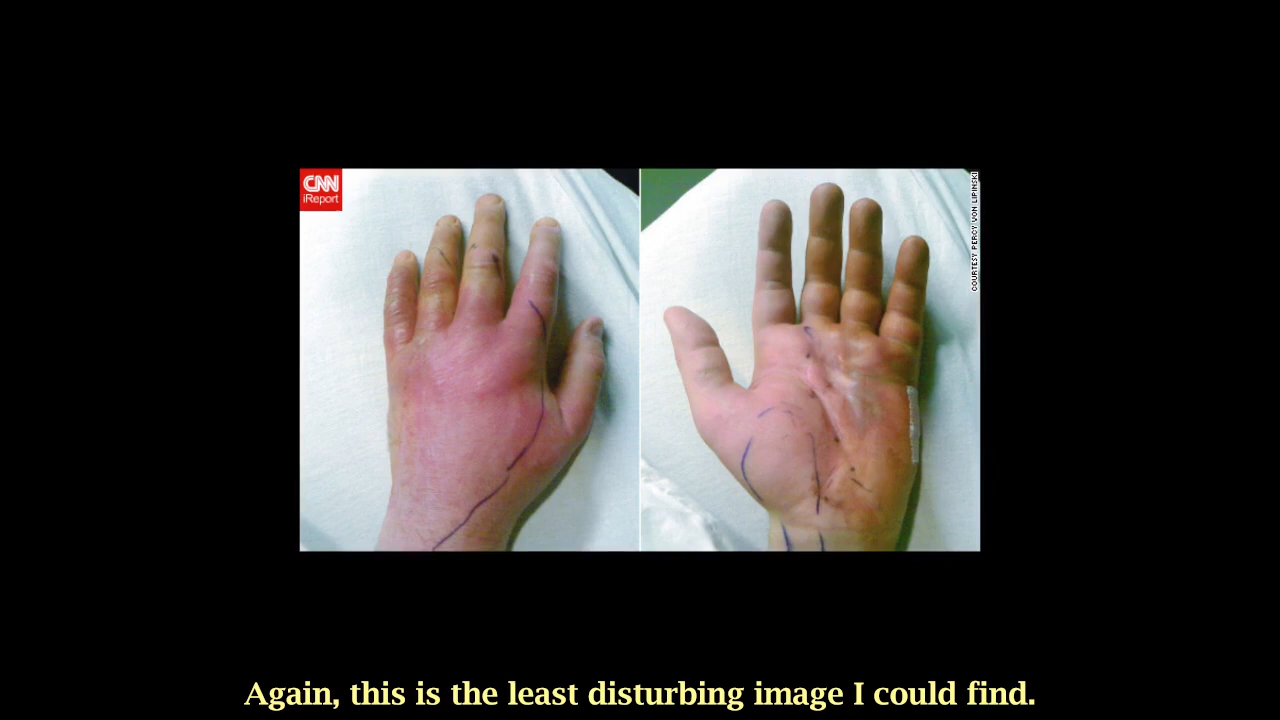 CNN
iReport
COURTESY PERCY VON LIPINSKI
Again, this is the least disturbing image I could find.